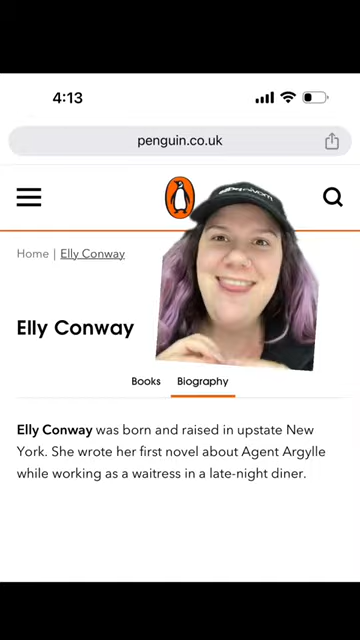 4:13
penguin.co.uk
Home | Elly Conway
Elly Conway
Books Biography
Elly Conway was born and raised in upstate New
York. She wrote her first novel about Agent Argylle
while working as a waitress in a late-night diner.